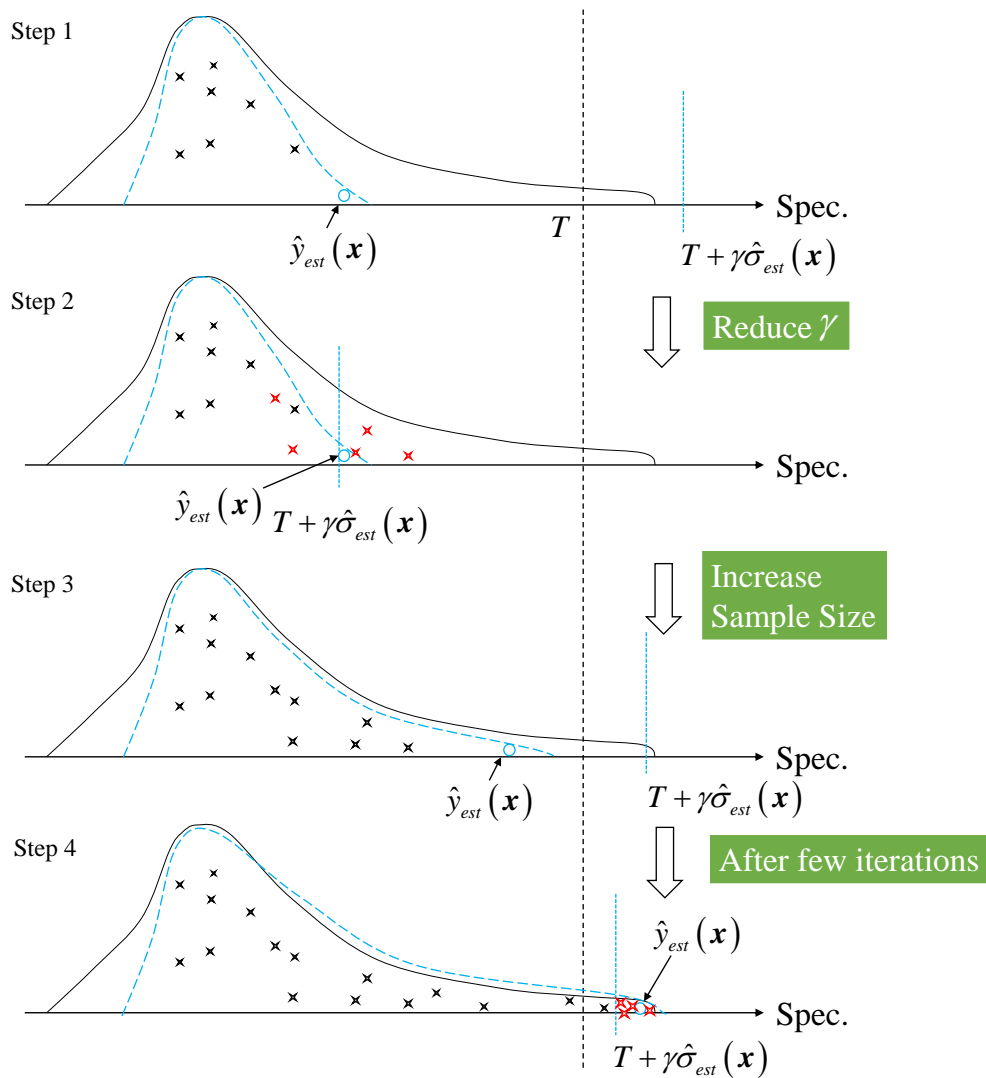 Step 1
T
Spec.
ŷ_est(x)
T + γσ̂_est(x)
Step 2
Reduce γ
Spec.
ŷ_est(x)
T + γσ̂_est(x)
Step 3
Increase
Sample Size
Spec.
ŷ_est(x)
T + γσ̂_est(x)
Step 4
After few iterations
ŷ_est(x)
Spec.
T + γσ̂_est(x)